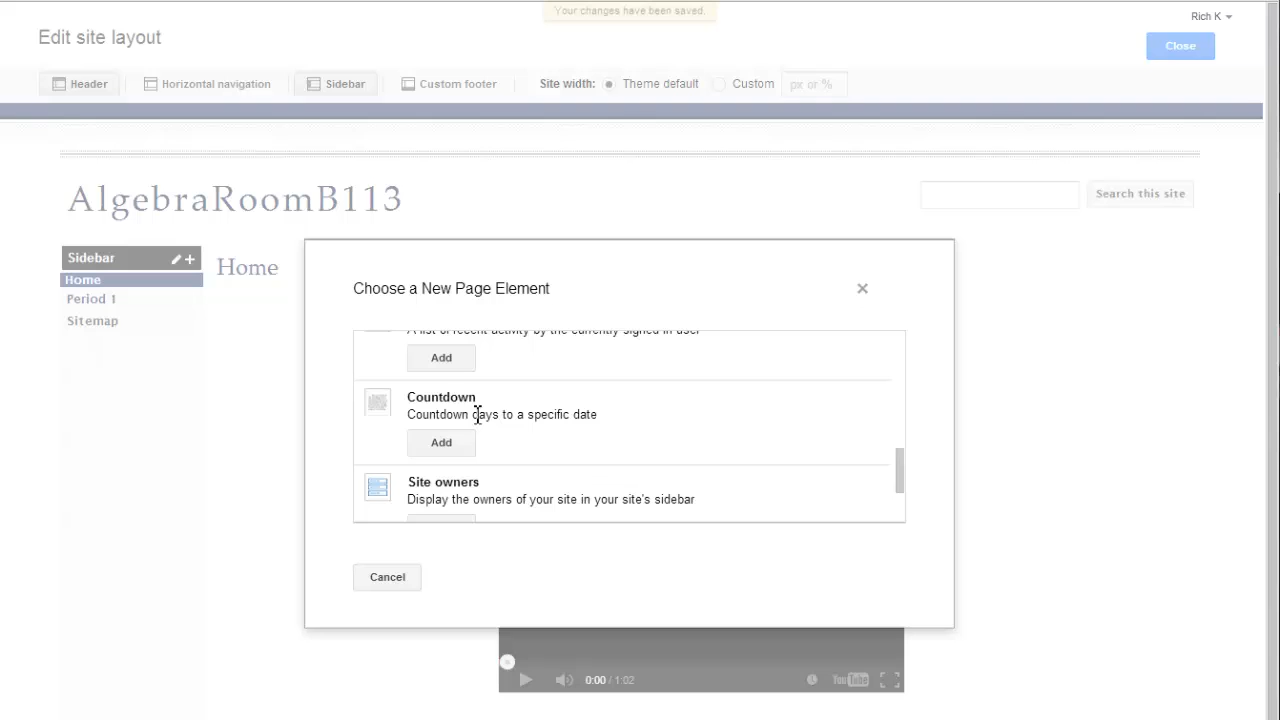 Your changes have been saved.
Rich K
Edit site layout
Close
Header
Horizontal navigation
Sidebar
Custom footer
Site width:
Theme default
Custom
px or %
AlgebraRoomB113
Search this site
Sidebar
Home
Period 1
Sitemap
Home
Choose a New Page Element
A list of recent activity by the currently signed in user
Add
Countdown
Countdown days to a specific date
Add
Site owners
Display the owners of your site in your site's sidebar
Cancel
0:00 / 1:02
YouTube